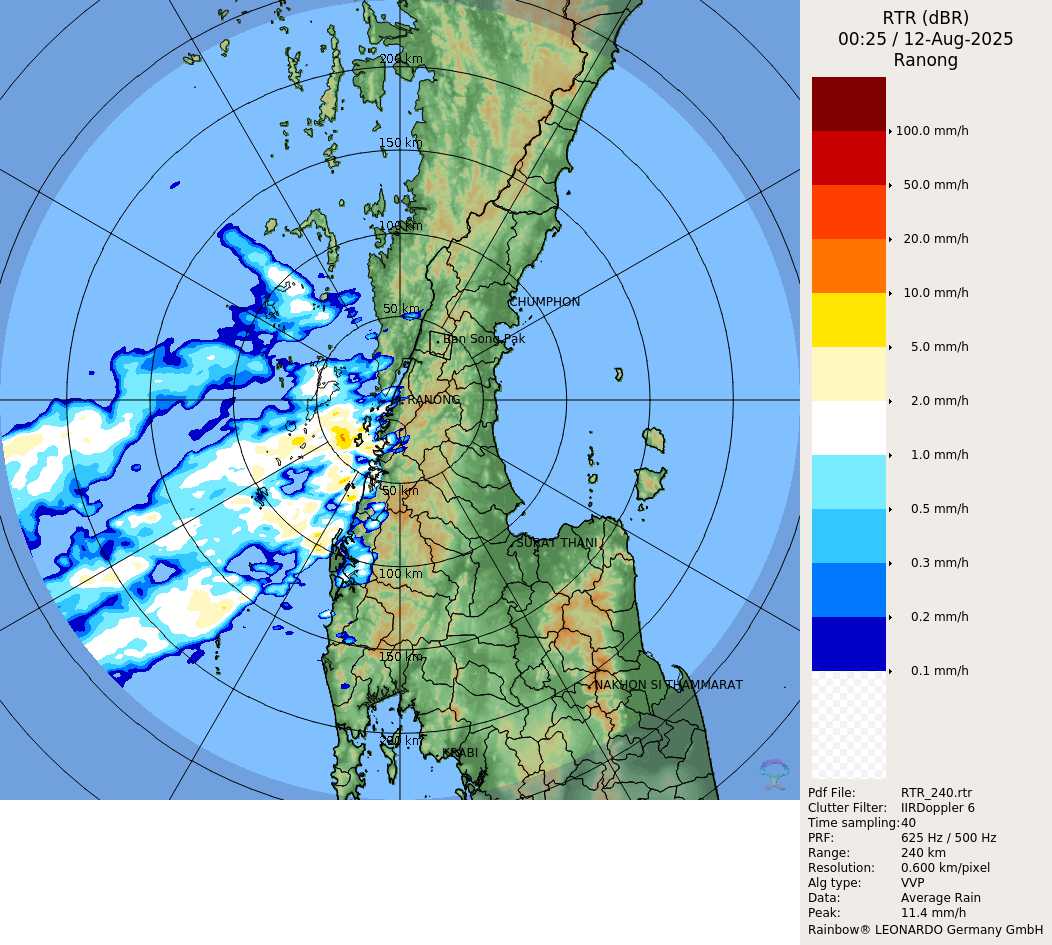 200 km
150 km
100 km
50 km
CHUMPHON
Ban Song Pak
RANONG
50 km
SURAT THANI
100 km
150 km
NAKHON SI THAMMARAT
200 km
KRABI
RTR (dBR)
00:25 / 12-Aug-2025
Ranong
100.0 mm/h
50.0 mm/h
20.0 mm/h
10.0 mm/h
5.0 mm/h
2.0 mm/h
1.0 mm/h
0.5 mm/h
0.3 mm/h
0.2 mm/h
0.1 mm/h
Pdf File: RTR_240.rtr
Clutter Filter: IIRDoppler 6
Time sampling: 40
PRF: 625 Hz / 500 Hz
Range: 240 km
Resolution: 0.600 km/pixel
Alg type: VVP
Data: Average Rain
Peak: 11.4 mm/h
Rainbow® LEONARDO Germany GmbH